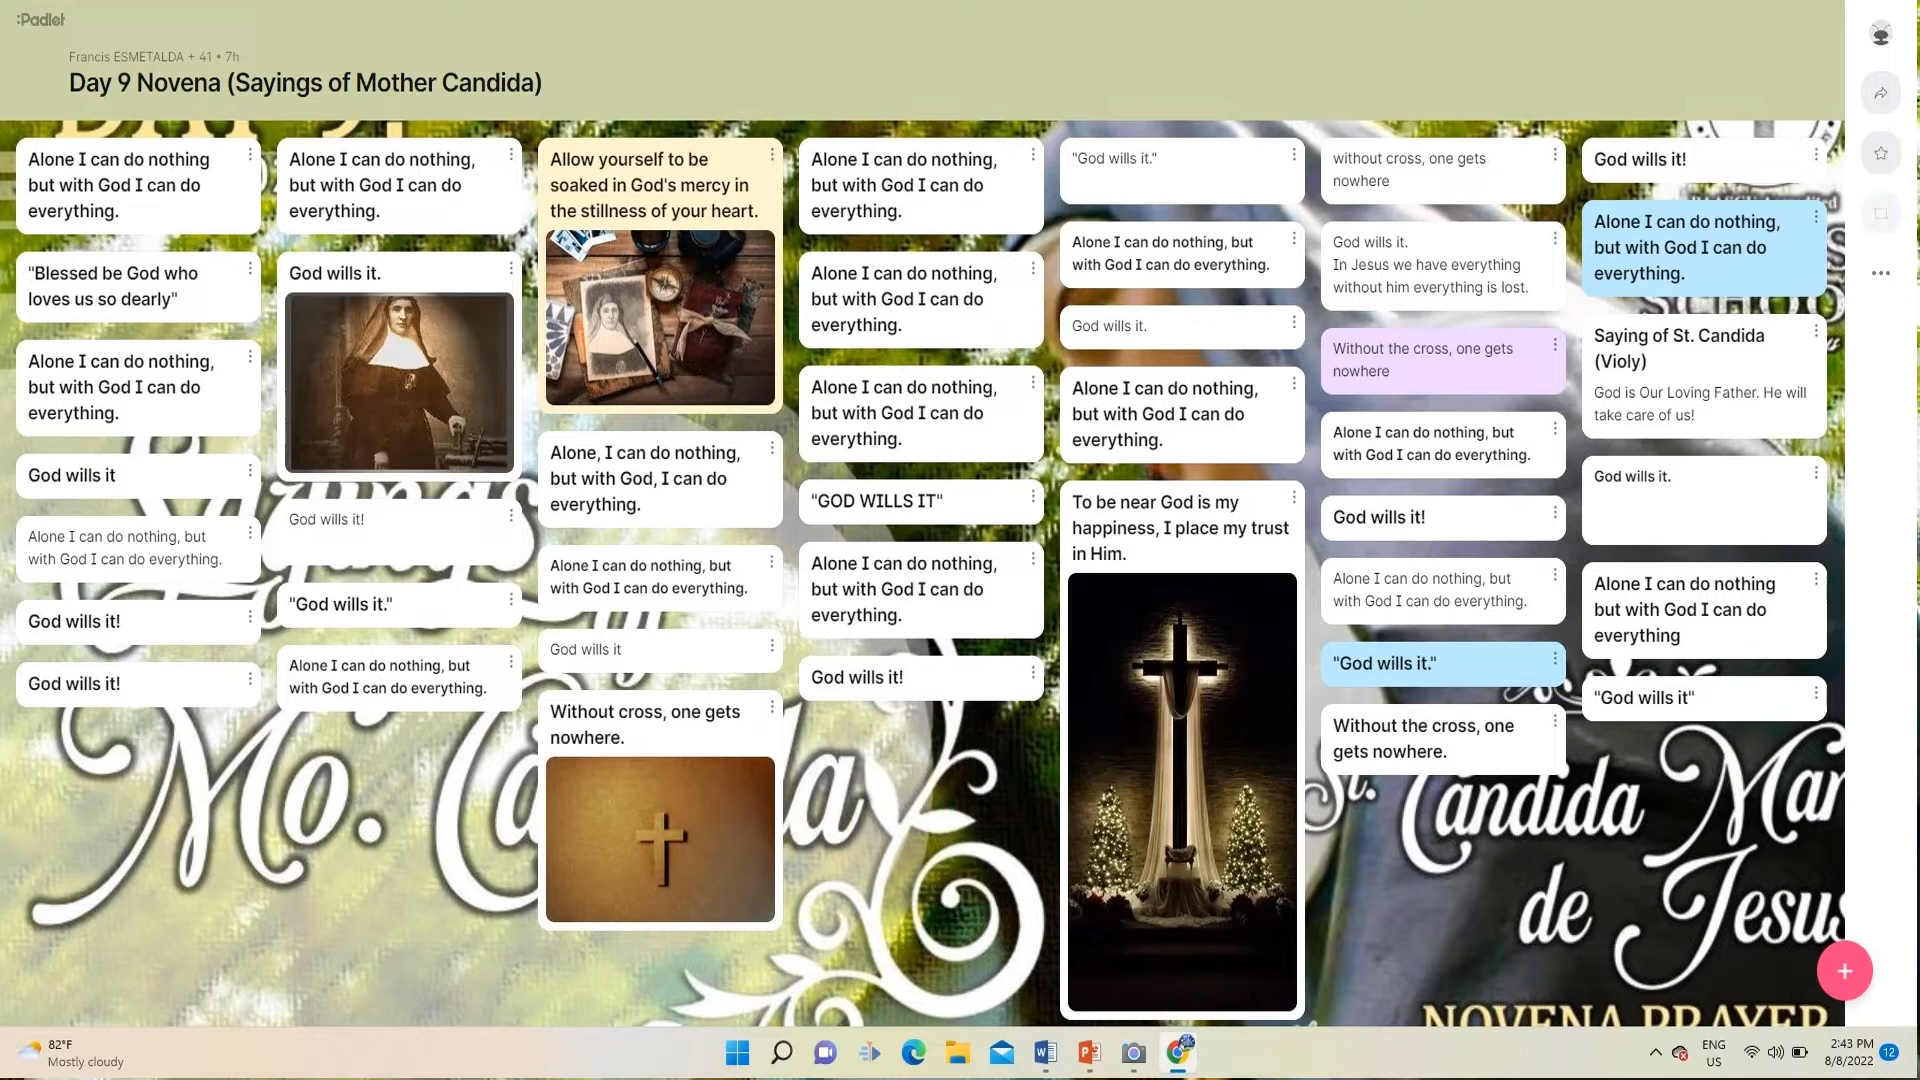 :Padlet
Francis ESMETALDA + 41 • 7h
Day 9 Novena (Sayings of Mother Candida)
Alone I can do nothing
but with God I can do
everything.
"Blessed be God who
loves us so dearly"
Alone I can do nothing,
but with God I can do
everything.
God wills it
Alone I can do nothing, but
with God I can do everything.
God wills it!
God wills it!
Alone I can do nothing,
but with God I can do
everything.
God wills it.
God wills it!
"God wills it."
Alone I can do nothing, but
with God I can do everything.
Allow yourself to be
soaked in God's mercy in
the stillness of your heart.
Alone, I can do nothing,
but with God, I can do
everything.
Alone I can do nothing, but
with God I can do everything.
God wills it
Without cross, one gets
nowhere.
Alone I can do nothing,
but with God I can do
everything.
Alone I can do nothing,
but with God I can do
everything.
Alone I can do nothing,
but with God I can do
everything.
"GOD WILLS IT"
Alone I can do nothing,
but with God I can do
everything.
God wills it!
"God wills it."
Alone I can do nothing, but
with God I can do everything.
God wills it.
Alone I can do nothing,
but with God I can do
everything.
To be near God is my
happiness, I place my trust
in Him.
without cross, one gets
nowhere
God wills it.
In Jesus we have everything
without him everything is lost.
Without the cross, one gets
nowhere
Alone I can do nothing, but
with God I can do everything.
God wills it!
Alone I can do nothing, but
with God I can do everything.
"God wills it."
Without the cross, one
gets nowhere.
God wills it!
Alone I can do nothing,
but with God I can do
everything.
Saying of St. Candida
(Violy)
God is Our Loving Father. He will
take care of us!
God wills it.
Alone I can do nothing
but with God I can do
everything
"God wills it"
Mo.
St. Candida Mar
de Jesus
NOVENA PRAYER
82°F
Mostly cloudy
ENG
US
2:43 PM
8/8/2022
12